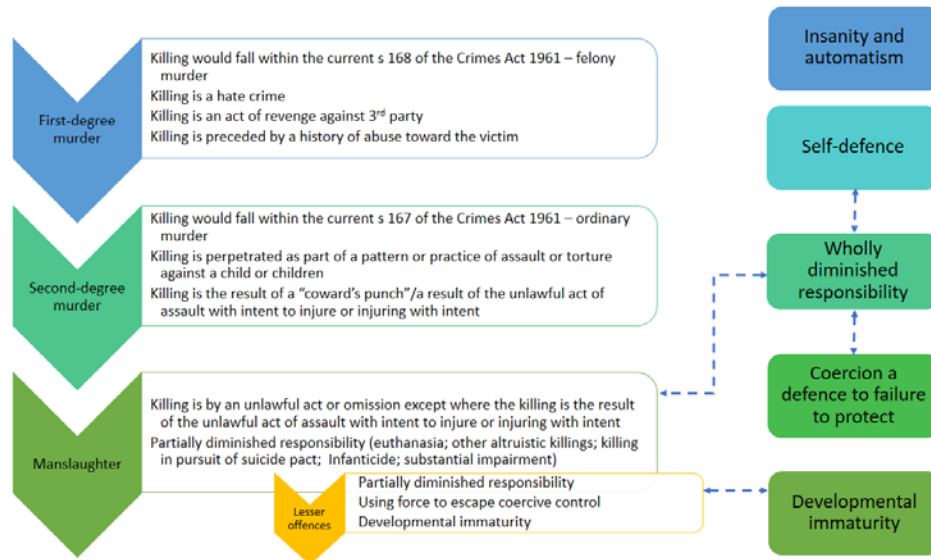 First-degree
murder
Killing would fall within the current s 168 of the Crimes Act 1961 – felony
murder
Killing is a hate crime
Killing is an act of revenge against 3rd party
Killing is preceded by a history of abuse toward the victim
Second-degree
murder
Killing would fall within the current s 167 of the Crimes Act 1961 – ordinary
murder
Killing is perpetrated as part of a pattern or practice of assault or torture
against a child or children
Killing is the result of a “coward’s punch”/a result of the unlawful act of
assault with intent to injure or injuring with intent
Manslaughter
Killing is by an unlawful act or omission except where the killing is the result
of the unlawful act of assault with intent to injure or injuring with intent
Partially diminished responsibility (euthanasia; other altruistic killings; killing
in pursuit of suicide pact; Infanticide; substantial impairment)
Lesser
offences
Partially diminished responsibility
Using force to escape coercive control
Developmental immaturity
Insanity and
automatism
Self-defence
Wholly
diminished
responsibility
Coercion a
defence to failure
to protect
Developmental
immaturity